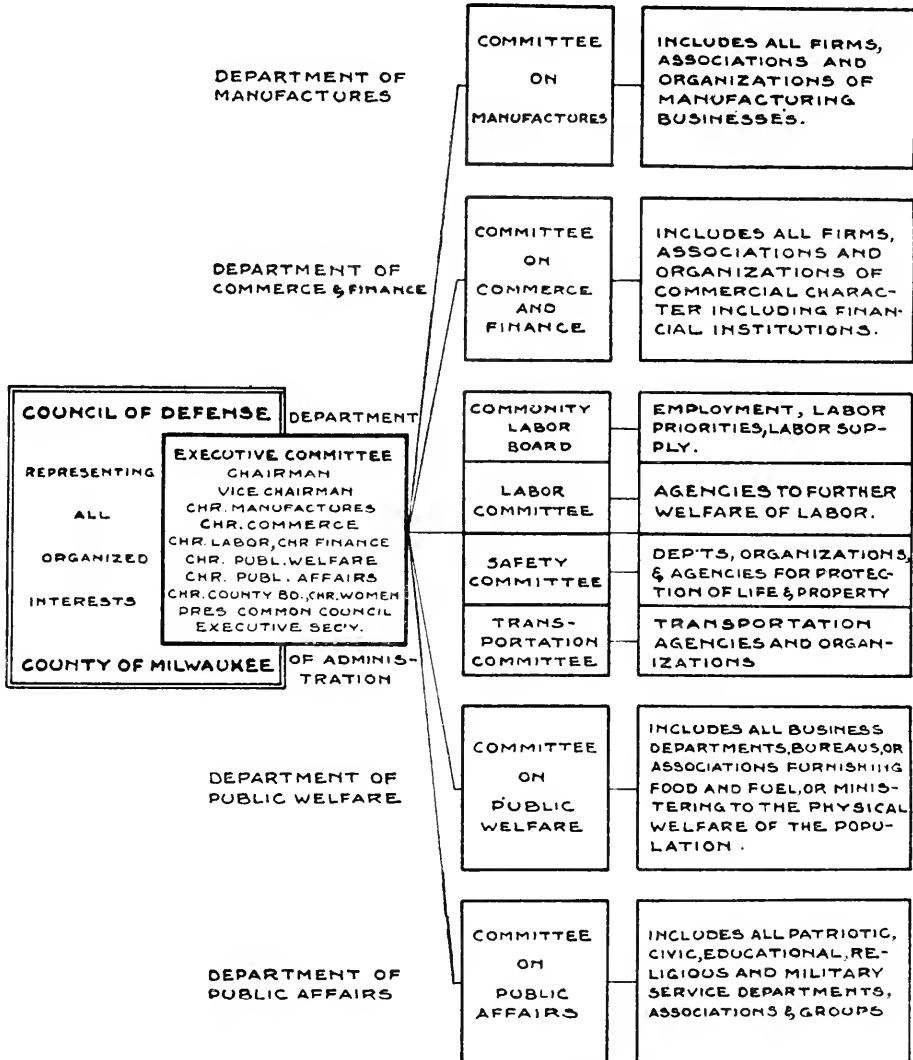 DEPARTMENT OF
MANUFACTURES
COMMITTEE
ON
MANUFACTURES
INCLUDES ALL FIRMS,
ASSOCIATIONS AND
ORGANIZATIONS OF
MANUFACTURING
BUSINESSES.
DEPARTMENT OF
COMMERCE & FINANCE
COMMITTEE
ON
COMMERCE
AND
FINANCE
INCLUDES ALL FIRMS,
ASSOCIATIONS AND
ORGANIZATIONS OF
COMMERCIAL CHARAC-
TER INCLUDING FINAN-
CIAL INSTITUTIONS.
COUNCIL OF DEFENSE
REPRESENTING
ALL
ORGANIZED
INTERESTS
COUNTY OF MILWAUKEE
EXECUTIVE COMMITTEE
CHAIRMAN
VICE CHAIRMAN
CHR. MANUFACTURES
CHR. COMMERCE
CHR. LABOR, CHR FINANCE
CHR. PUBL. WELFARE
CHR. PUBL. AFFAIRS
CHR. COUNTY BD., CHR. WOMEN
PRES COMMON COUNCIL
EXECUTIVE SEC'Y.
DEPARTMENT
OF ADMINIS-
TRATION
COMMUNITY
LABOR
BOARD
EMPLOYMENT, LABOR
PRIORITIES, LABOR SUP-
PLY.
LABOR
COMMITTEE
AGENCIES TO FURTHER
WELFARE OF LABOR.
SAFETY
COMMITTEE
DEP'TS, ORGANIZATIONS,
& AGENCIES FOR PROTEC-
TION OF LIFE & PROPERTY
TRANS-
PORTATION
COMMITTEE
TRANSPORTATION
AGENCIES AND ORGAN-
IZATIONS
DEPARTMENT OF
PUBLIC WELFARE
COMMITTEE
ON
PUBLIC
WELFARE
INCLUDES ALL BUSINESS
DEPARTMENTS, BUREAUS, OR
ASSOCIATIONS FURNISHING
FOOD AND FUEL, OR MINIS-
TERING TO THE PHYSICAL
WELFARE OF THE POPU-
LATION.
DEPARTMENT OF
PUBLIC AFFAIRS
COMMITTEE
ON
PUBLIC
AFFAIRS
INCLUDES ALL PATRIOTIC,
CIVIC, EDUCATIONAL, RE-
LIGIOUS AND MILITARY
SERVICE DEPARTMENTS,
ASSOCIATIONS & GROUPS